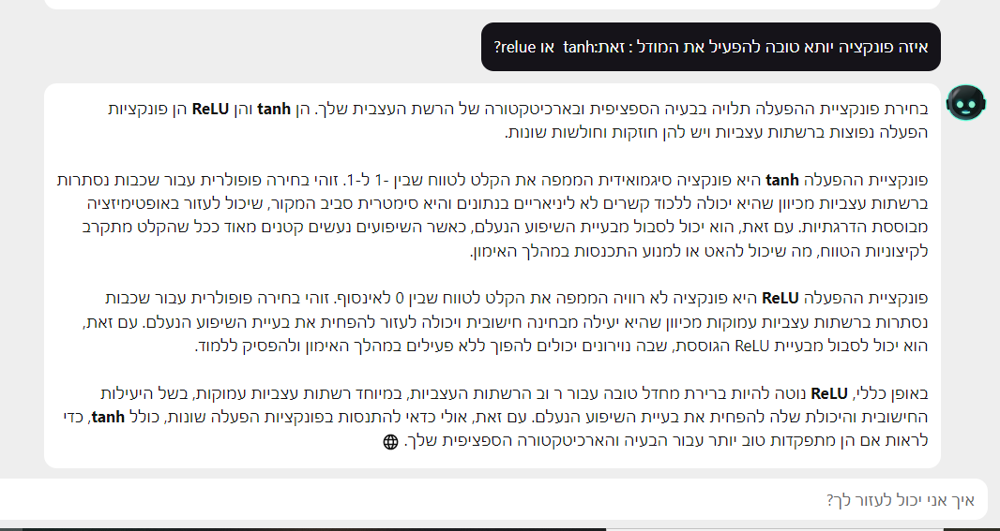 איזה פונקציה יותא טובה להפעיל את המודל : זאת:tanh או relue?
בחירת פונקציית ההפעלה תלויה בבעיה הספציפית ובארכיטקטורה של הרשת העצבית שלך. הן tanh והן ReLU הן פונקציות
הפעלה נפוצות ברשתות עצביות ויש להן חוזקות וחולשות שונות.
פונקציית ההפעלה tanh היא פונקציה סיגמואידית הממפה את הקלט לטווח שבין -1 ל-1. זוהי בחירה פופולרית עבור שכבות נסתרות
ברשתות עצביות מכיוון שהיא יכולה ללכוד קשרים לא ליניאריים בנתונים והיא סימטרית סביב המקור, שיכול לעזור באופטימיזציה
מבוססת הדרגתיות. עם זאת, הוא יכול לסבול מבעיית השיפוע הנעלם, כאשר השיפועים נעשים קטנים מאוד ככל שהקלט מתקרב
לקיצוניות הטווח, מה שיכול להאט או למנוע התכנסות במהלך האימון.
פונקציית ההפעלה ReLU היא פונקציה לא רוויה הממפה את הקלט לטווח שבין 0 לאינסוף. זוהי בחירה פופולרית עבור שכבות
נסתרות ברשתות עצביות עמוקות מכיוון שהיא יעילה מבחינה חישובית ויכולה לעזור להפחית את בעיית השיפוע הנעלם. עם זאת,
הוא יכול לסבול מבעיית ReLU הגוססת, שבה נוירונים יכולים להפוך ללא פעילים במהלך האימון ולהפסיק ללמוד.
באופן כללי, ReLU נוטה להיות ברירת מחדל טובה עבור ר וב הרשתות העצביות, במיוחד רשתות עצביות עמוקות, בשל היעילות
החישובית והיכולת שלה להפחית את בעיית השיפוע הנעלם. עם זאת, אולי כדאי להתנסות בפונקציות הפעלה שונות, כולל tanh, כדי
לראות אם הן מתפקדות טוב יותר עבור הבעיה והארכיטקטורה הספציפית שלך.
איך אני יכול לעזור לך?